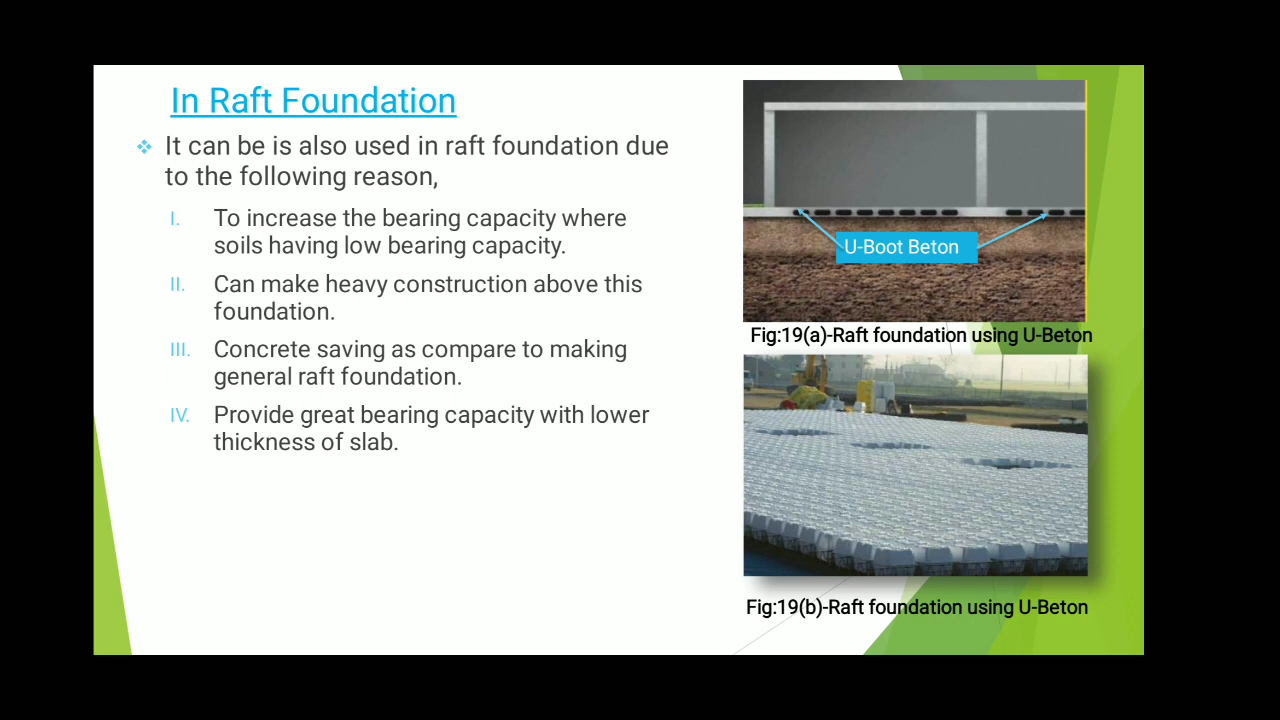 In Raft Foundation
It can be is also used in raft foundation due
to the following reason,
I. To increase the bearing capacity where
soils having low bearing capacity.
II. Can make heavy construction above this
foundation.
III. Concrete saving as compare to making
general raft foundation.
IV. Provide great bearing capacity with lower
thickness of slab.
U-Boot Beton
Fig:19(a)-Raft foundation using U-Beton
Fig:19(b)-Raft foundation using U-Beton